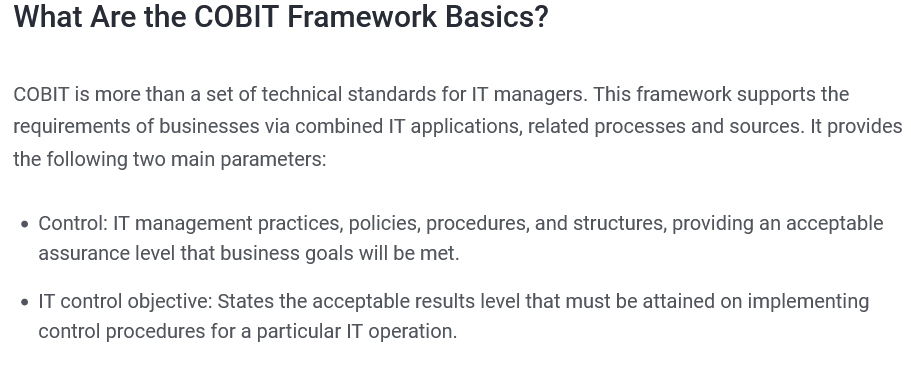 What Are the COBIT Framework Basics?
COBIT is more than a set of technical standards for IT managers. This framework supports the
requirements of businesses via combined IT applications, related processes and sources. It provides
the following two main parameters:
• Control: IT management practices, policies, procedures, and structures, providing an acceptable
assurance level that business goals will be met.
• IT control objective: States the acceptable results level that must be attained on implementing
control procedures for a particular IT operation.